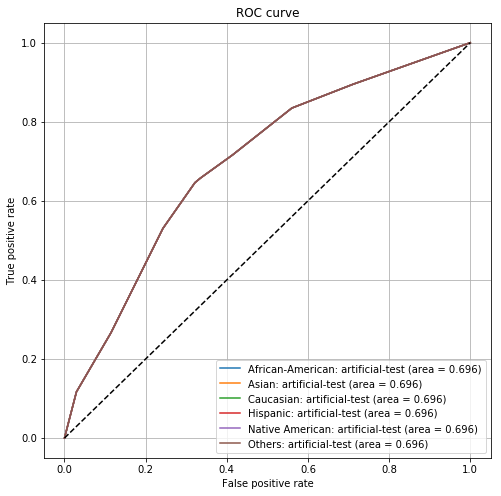 ROC curve
True positive rate
1.0
0.8
0.6
0.4
0.2
0.0
African-American: artificial-test (area = 0.696)
Asian: artificial-test (area = 0.696)
Caucasian: artificial-test (area = 0.696)
Hispanic: artificial-test (area = 0.696)
Native American: artificial-test (area = 0.696)
Others: artificial-test (area = 0.696)
0.0 0.2 0.4 0.6 0.8 1.0
False positive rate